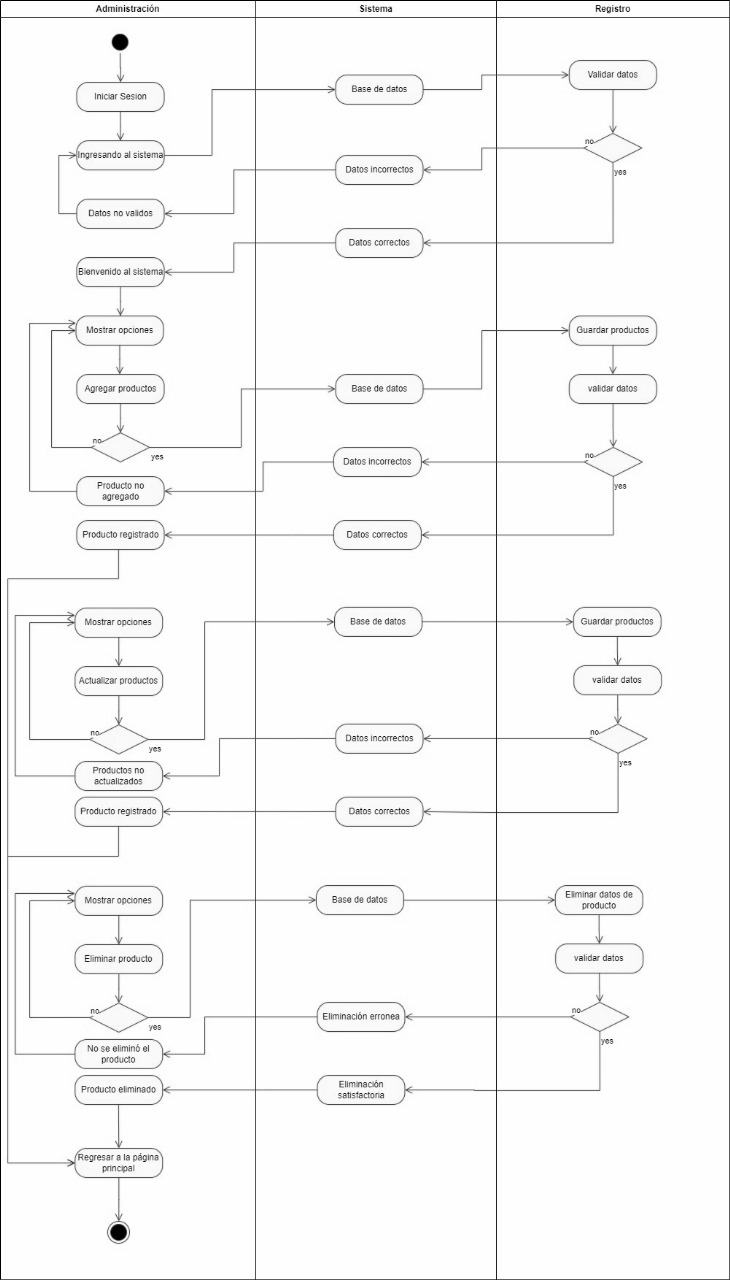 Administración
Sistema
Registro
Iniciar Sesion
Base de datos
Validar datos
Ingresando al sistema
no
Datos incorrectos
yes
Datos no validos
Datos correctos
Bienvenido al sistema
Mostrar opciones
Guardar productos
Agregar productos
Base de datos
validar datos
no
yes
no
Datos incorrectos
Producto no
agregado
yes
Producto registrado
Datos correctos
Mostrar opciones
Base de datos
Guardar productos
Actualizar productos
validar datos
no
yes
no
Datos incorrectos
yes
Productos no
actualizados
Producto registrado
Datos correctos
Mostrar opciones
Base de datos
Eliminar datos de
producto
Eliminar producto
validar datos
no
yes
no
Eliminación erronea
yes
No se eliminó el
producto
Producto eliminado
Eliminación
satisfactoria
Regresar a la página
principal